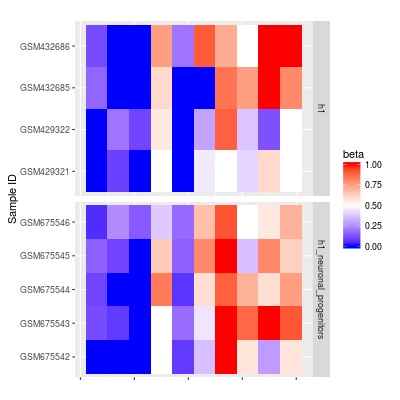 GSM432686
GSM432685
GSM429322
GSM429321
h1
GSM675546
GSM675545
GSM675544
GSM675543
GSM675542
h1_neuronal_progenitors
Sample ID
beta
1.00
0.75
0.50
0.25
0.00